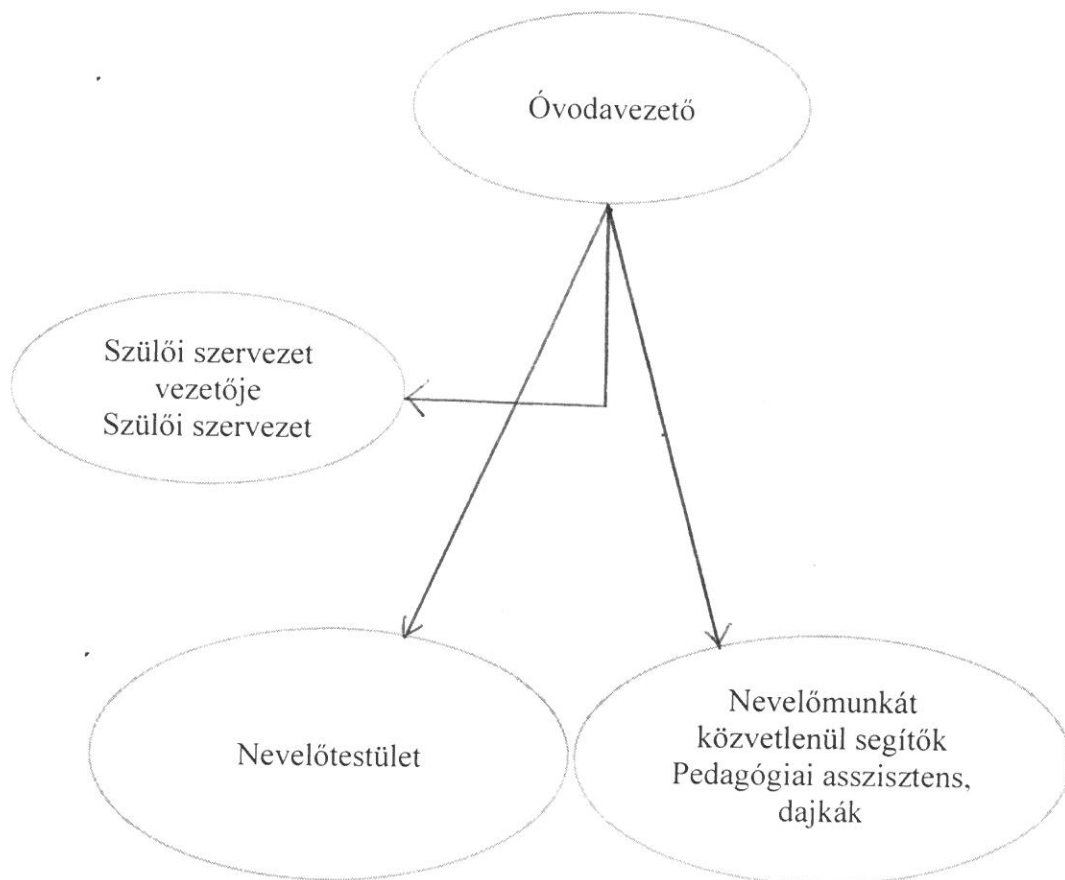 Óvodavezető
Szülői szervezet
vezetője
Szülői szervezet
Nevelőtestület
Nevelőmunkát
közvetlenül segítők
Pedagógiai asszisztens,
dajkák